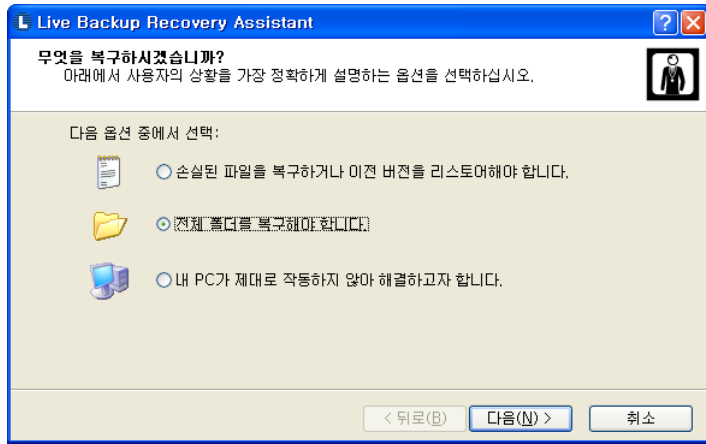 Live Backup Recovery Assistant
무엇을 복구하시겠습니까?
아래에서 사용자의 상황을 가장 정확하게 설명하는 옵션을 선택하십시오.
다음 옵션 중에서 선택:
손실된 파일을 복구하거나 이전 버전을 리스토어해야 합니다.
전체 폴더를 복구해야 합니다.
내 PC가 제대로 작동하지 않아 해결하고자 합니다.
< 뒤로(B) 다음(N) > 취소